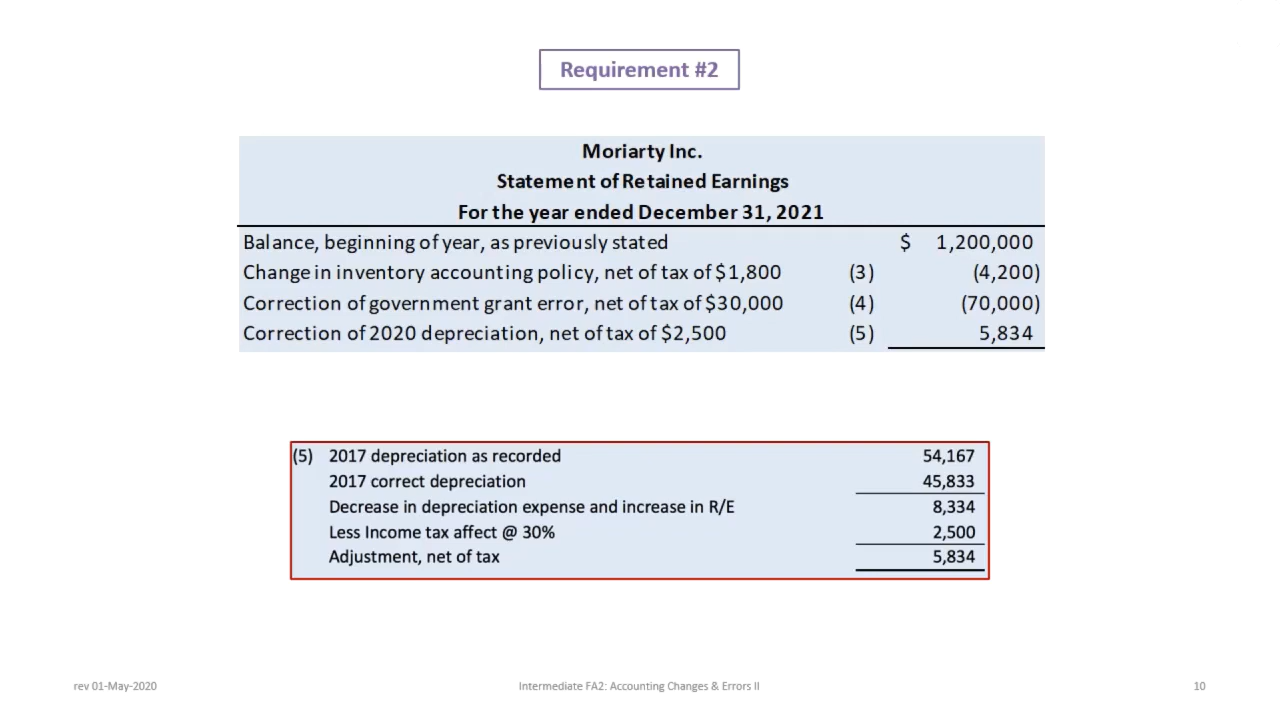 Requirement #2
Moriarty Inc.
Statement of Retained Earnings
For the year ended December 31, 2021
Balance, beginning of year, as previously stated $ 1,200,000
Change in inventory accounting policy, net of tax of $1,800 (3) (4,200)
Correction of government grant error, net of tax of $30,000 (4) (70,000)
Correction of 2020 depreciation, net of tax of $2,500 (5) 5,834
(5) 2017 depreciation as recorded 54,167
2017 correct depreciation 45,833
Decrease in depreciation expense and increase in R/E 8,334
Less Income tax affect @ 30% 2,500
Adjustment, net of tax 5,834
rev 01-May-2020 Intermediate FA2: Accounting Changes & Errors II 10